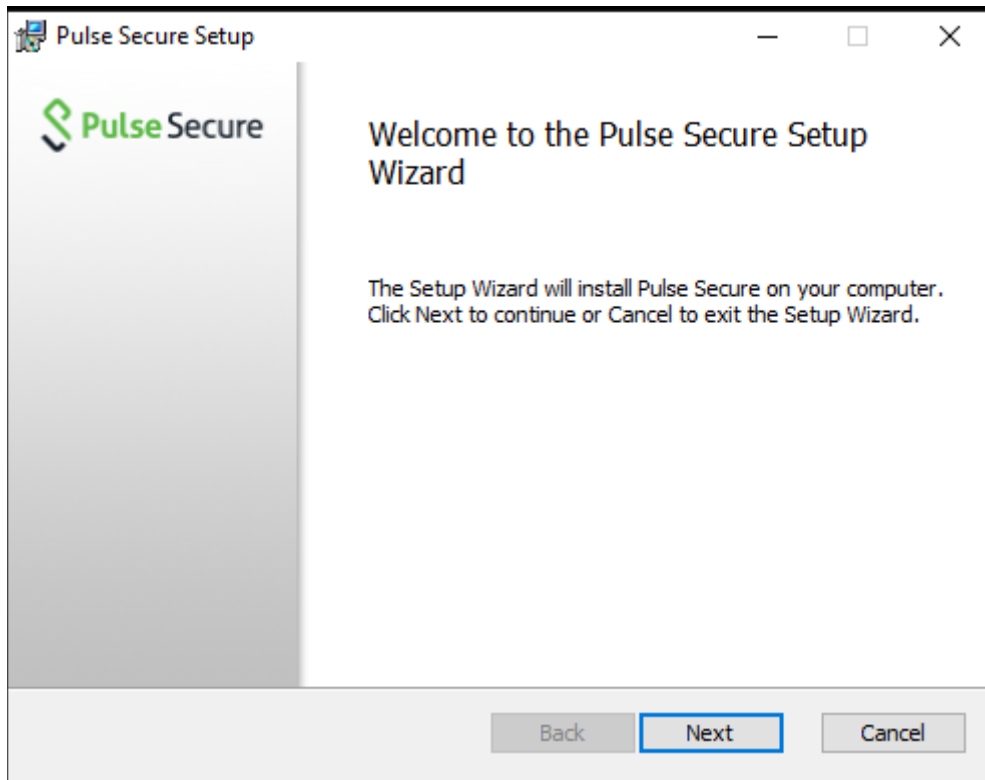 Pulse Secure Setup
Pulse Secure
Welcome to the Pulse Secure Setup
Wizard
The Setup Wizard will install Pulse Secure on your computer.
Click Next to continue or Cancel to exit the Setup Wizard.
Back
Next
Cancel